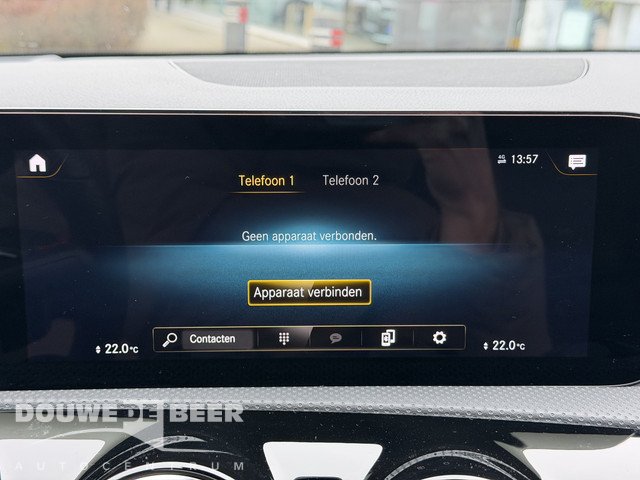 4G 13:57
Telefoon 1 Telefoon 2
Geen apparaat verbonden.
Apparaat verbinden
Contacten
22.0°C 22.0°C
DOUWE DE BEER
AUTOCENTRUM